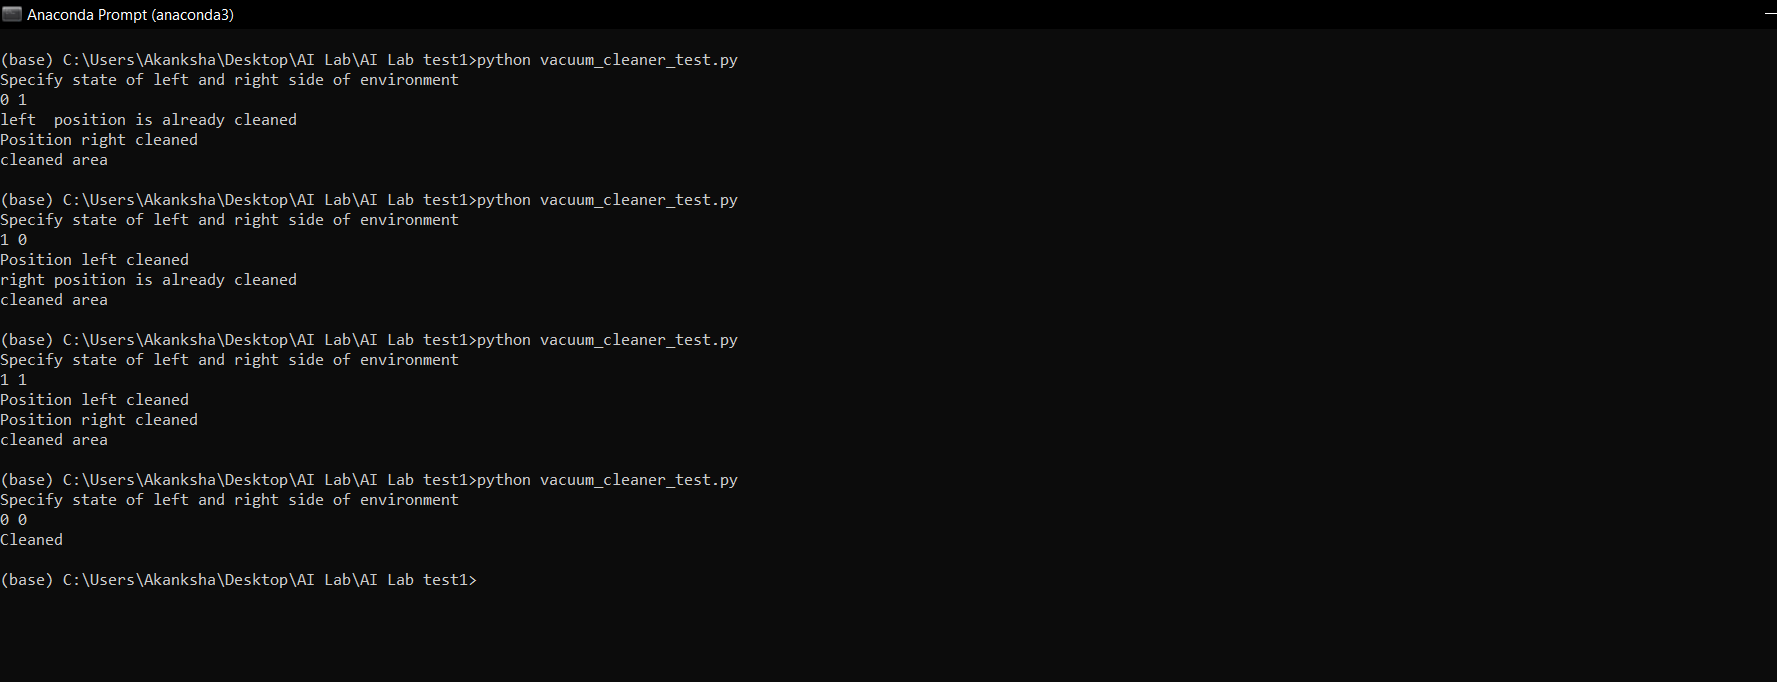 Anaconda Prompt (anaconda3)
(base) C:\Users\Akanksha\Desktop\AI Lab\AI Lab test1>python vacuum_cleaner_test.py
Specify state of left and right side of environment
0 1
left  position is already cleaned
Position right cleaned
cleaned area
(base) C:\Users\Akanksha\Desktop\AI Lab\AI Lab test1>python vacuum_cleaner_test.py
Specify state of left and right side of environment
1 0
Position left cleaned
right position is already cleaned
cleaned area
(base) C:\Users\Akanksha\Desktop\AI Lab\AI Lab test1>python vacuum_cleaner_test.py
Specify state of left and right side of environment
1 1
Position left cleaned
Position right cleaned
cleaned area
(base) C:\Users\Akanksha\Desktop\AI Lab\AI Lab test1>python vacuum_cleaner_test.py
Specify state of left and right side of environment
0 0
Cleaned
(base) C:\Users\Akanksha\Desktop\AI Lab\AI Lab test1>